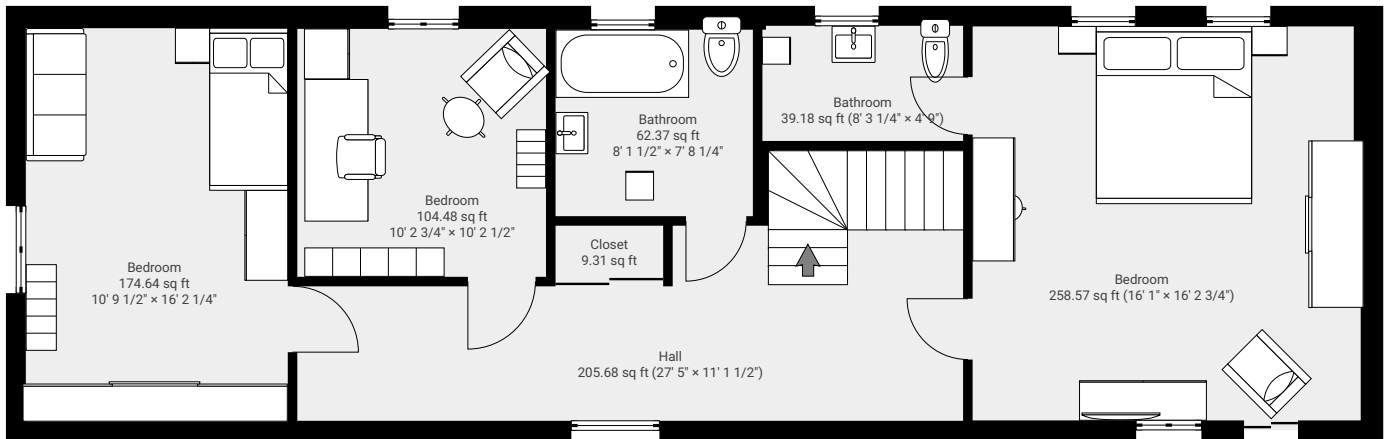 Bedroom
174.64 sq ft
10' 9 1/2" × 16' 2 1/4"
Bedroom
104.48 sq ft
10' 2 3/4" × 10' 2 1/2"
Bathroom
62.37 sq ft
8' 1 1/2" × 7' 8 1/4"
Closet
9.31 sq ft
Bathroom
39.18 sq ft (8' 3 1/4" × 4' 9")
Hall
205.68 sq ft (27' 5" × 11' 1 1/2")
Bedroom
258.57 sq ft (16' 1" × 16' 2 3/4")